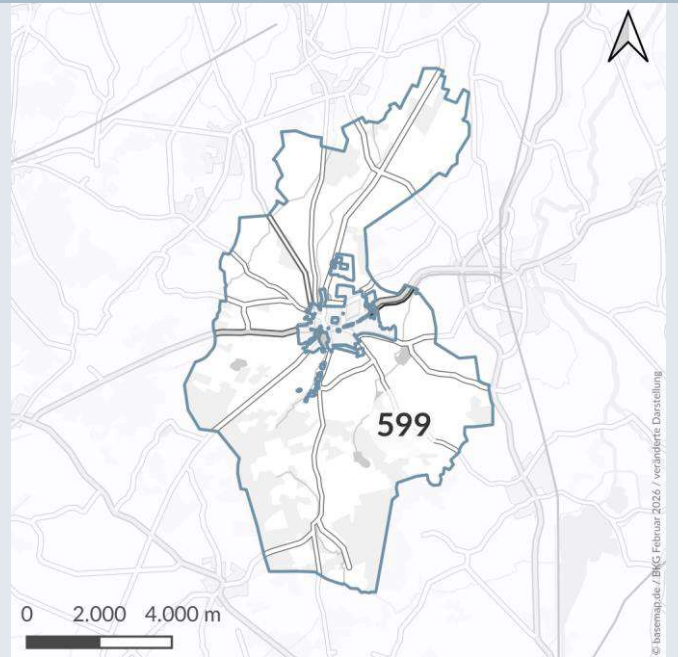 599
0 2.000 4.000 m
© basemap.de / BKG Februar 2026 / veränderte Darstellung